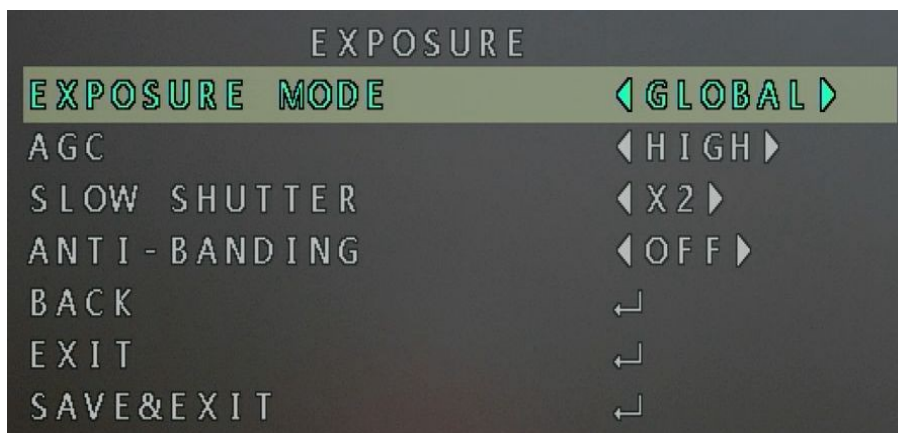 EXPOSURE
EXPOSURE MODE GLOBAL
AGC HIGH
SLOW SHUTTER X2
ANTI-BANDING OFF
BACK
EXIT
SAVE&EXIT